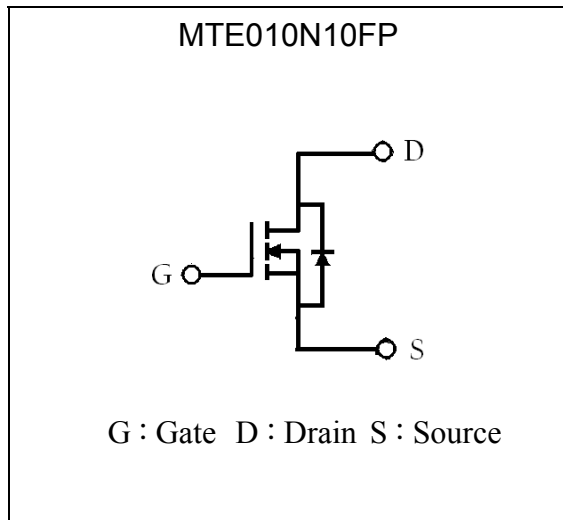 MTE010N10FP
D
G
S
G：Gate D：Drain S：Source